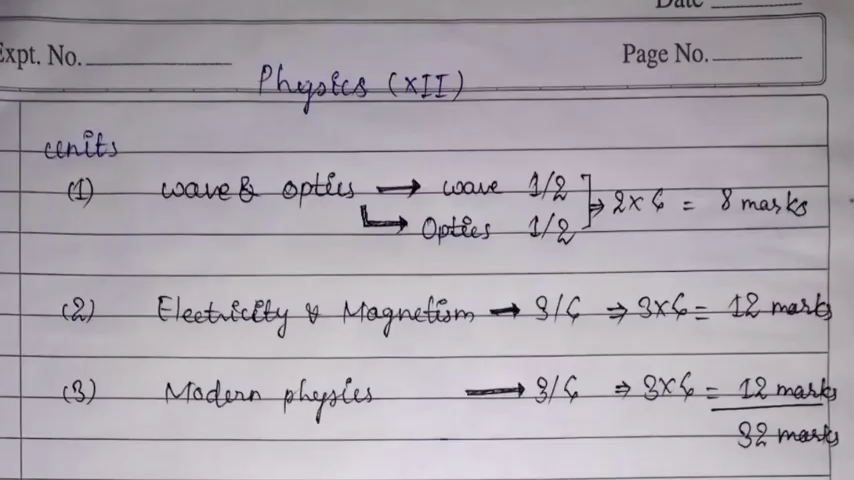 Date
Expt. No.
Page No.
Physics (XII)
Units
(1) wave & optics → wave 1/2
↳ Optics 1/2 ] ⇒ 2×4 = 8 marks
(2) Electricity & Magnetism → 3/4 ⇒ 3×4 = 12 marks
(3) Modern physics → 3/4 ⇒ 3×4 = 12 marks
32 marks